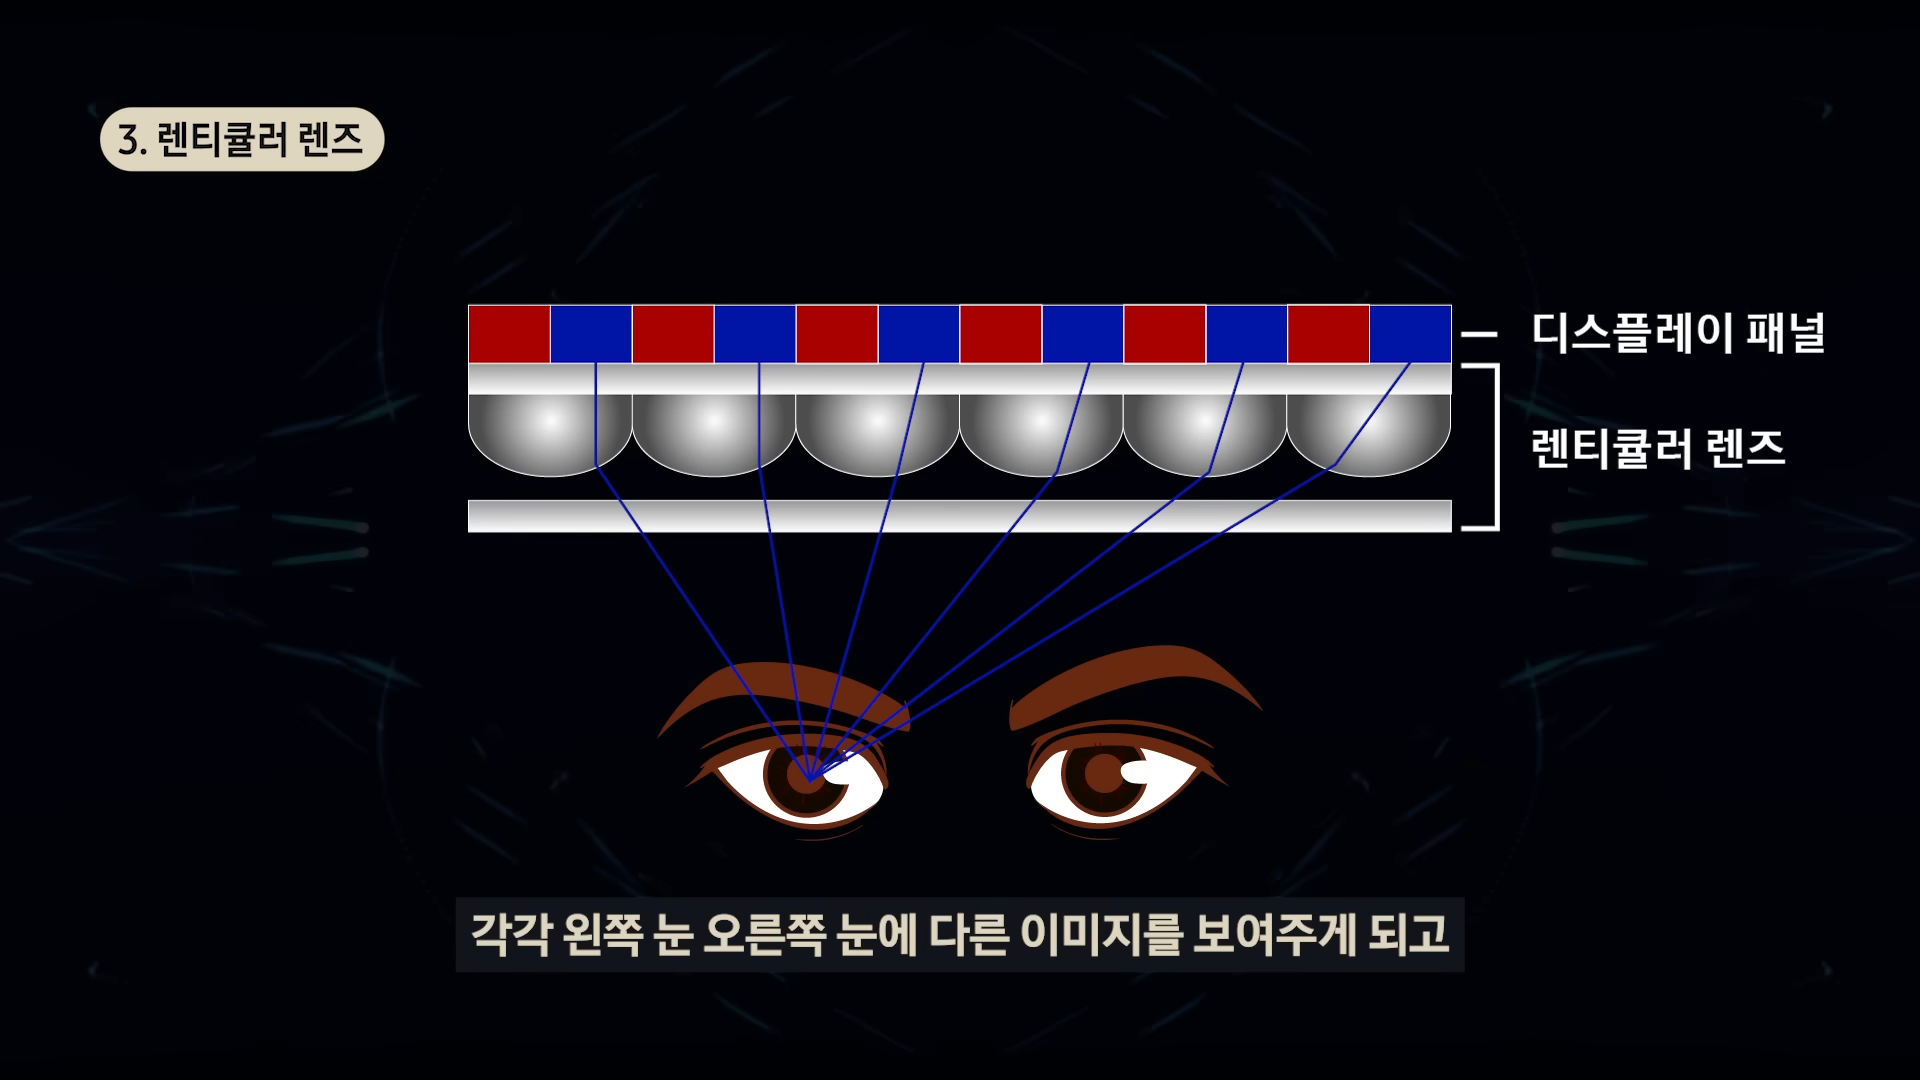 3. 렌티큘러 렌즈
디스플레이 패널
렌티큘러 렌즈
각각 왼쪽 눈 오른쪽 눈에 다른 이미지를 보여주게 되고